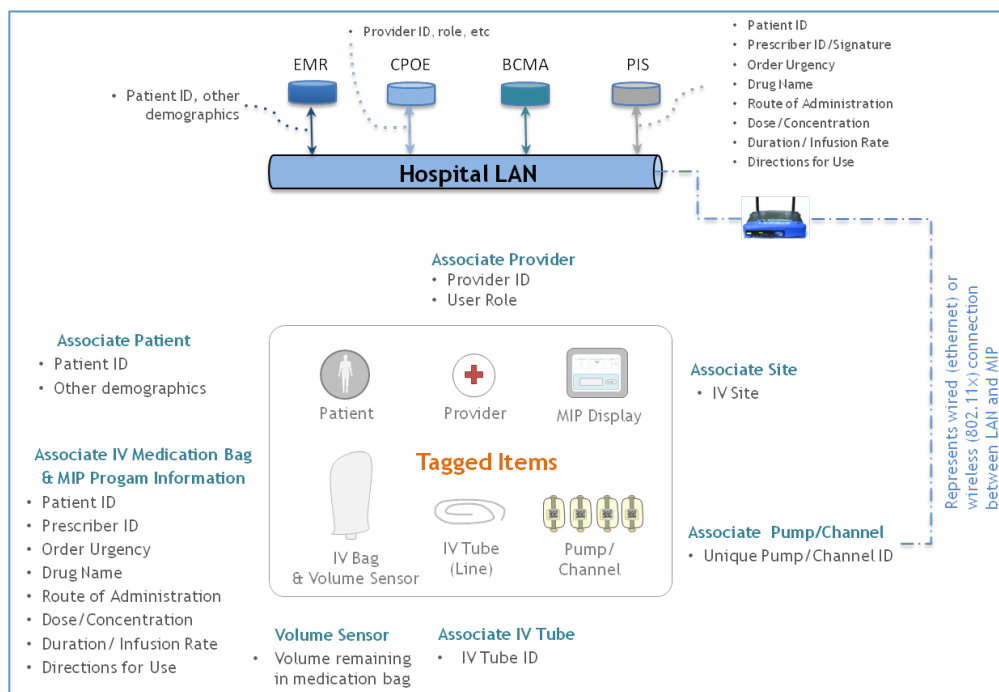 • Provider ID, role, etc
• Patient ID
• Prescriber ID/Signature
• Order Urgency
• Drug Name
• Route of Administration
• Dose/Concentration
• Duration/ Infusion Rate
• Directions for Use
EMR
CPOE
BCMA
PIS
• Patient ID, other
demographics
Hospital LAN
Associate Provider
• Provider ID
• User Role
Associate Patient
• Patient ID
• Other demographics
Associate IV Medication Bag
& MIP Progam Information
• Patient ID
• Prescriber ID
• Order Urgency
• Drug Name
• Route of Administration
• Dose/Concentration
• Duration/ Infusion Rate
• Directions for Use
Patient
Provider
MIP Display
Tagged Items
IV Bag
& Volume Sensor
IV Tube
(Line)
Pump/
Channel
Associate Site
• IV Site
Associate Pump/Channel
• Unique Pump/Channel ID
Represents wired (ethernet) or
wireless (802.11x) connection
between LAN and MIP
Volume Sensor
• Volume remaining
in medication bag
Associate IV Tube
• IV Tube ID